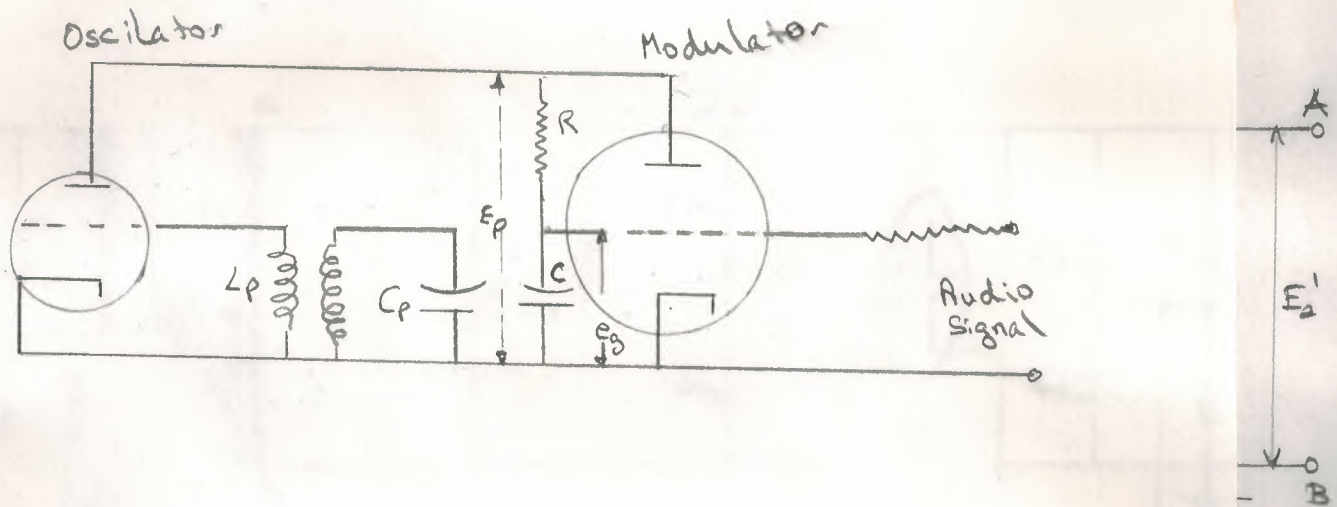 Oscilator
Modulator
A
R
Ep
Lp
Cp
C
eg
Audio
Signal
E2'
B